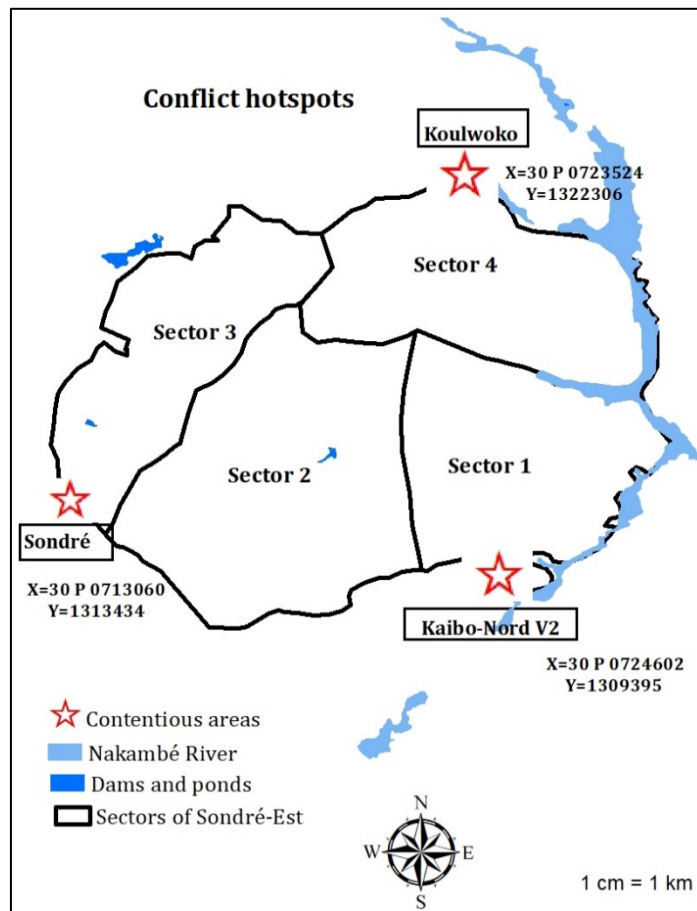 Conflict hotspots
Koulwoko
X=30 P 0723524
Y=1322306
Sector 4
Sector 3
Sector 2
Sector 1
Sondré
X=30 P 0713060
Y=1313434
Kaibo-Nord V2
X=30 P 0724602
Y=1309395
Contentious areas
Nakambé River
Dams and ponds
Sectors of Sondré-Est
N
W E
S
1 cm = 1 km